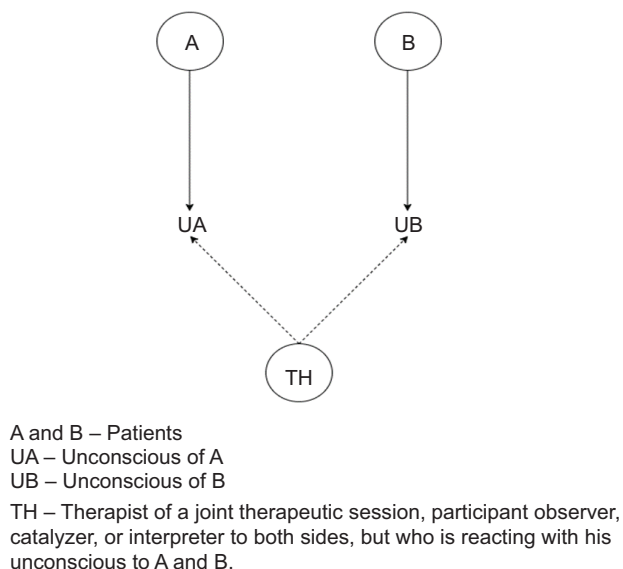 A B
UA UB
TH
A and B – Patients
UA – Unconscious of A
UB – Unconscious of B
TH – Therapist of a joint therapeutic session, participant observer,
catalyzer, or interpreter to both sides, but who is reacting with his
unconscious to A and B.